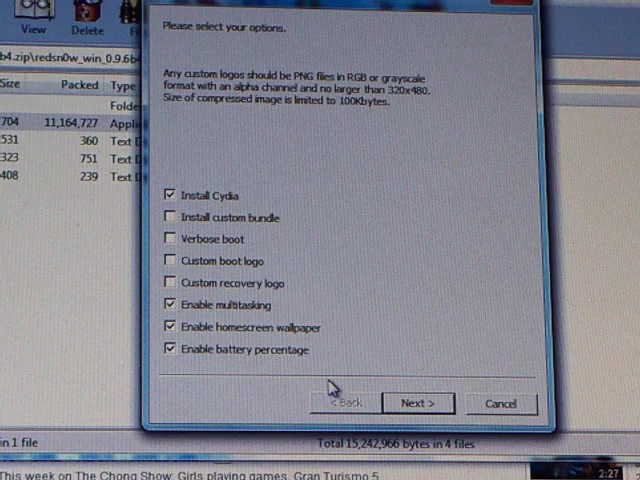 View
Delete
Please select your options.
b4.zip\redsn0w_win_0.9.6b4
Size Packed Type
Folde
704 11,164,727 Appli
531 360 Text D
323 751 Text D
408 239 Text D
Any custom logos should be PNG files in RGB or grayscale
format with an alpha channel and no larger than 320x480.
Size of compressed image is limited to 100Kbytes.
Install Cydia
Install custom bundle
Verbose boot
Custom boot logo
Custom recovery logo
Enable multitasking
Enable homescreen wallpaper
Enable battery percentage
< Back
Next >
Cancel
in 1 file
Total 15,242,966 bytes in 4 files
This week on The Chong Show: Girls playing games, Gran Turismo 5
2:27